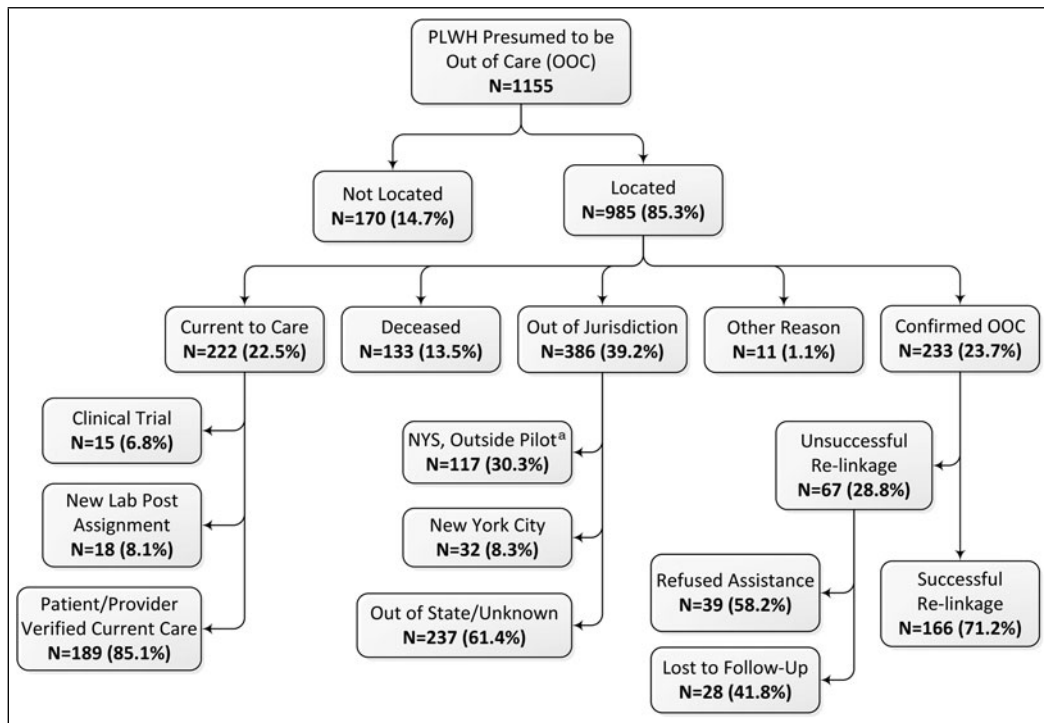 PLWH Presumed to be
Out of Care (OOC)
N=1155
Not Located
N=170 (14.7%)
Located
N=985 (85.3%)
Current to Care
N=222 (22.5%)
Deceased
N=133 (13.5%)
Out of Jurisdiction
N=386 (39.2%)
Other Reason
N=11 (1.1%)
Confirmed OOC
N=233 (23.7%)
Clinical Trial
N=15 (6.8%)
New Lab Post
Assignment
N=18 (8.1%)
Patient/Provider
Verified Current Care
N=189 (85.1%)
NYS, Outside Pilotᵃ
N=117 (30.3%)
New York City
N=32 (8.3%)
Out of State/Unknown
N=237 (61.4%)
Unsuccessful
Re-linkage
N=67 (28.8%)
Refused Assistance
N=39 (58.2%)
Lost to Follow-Up
N=28 (41.8%)
Successful
Re-linkage
N=166 (71.2%)